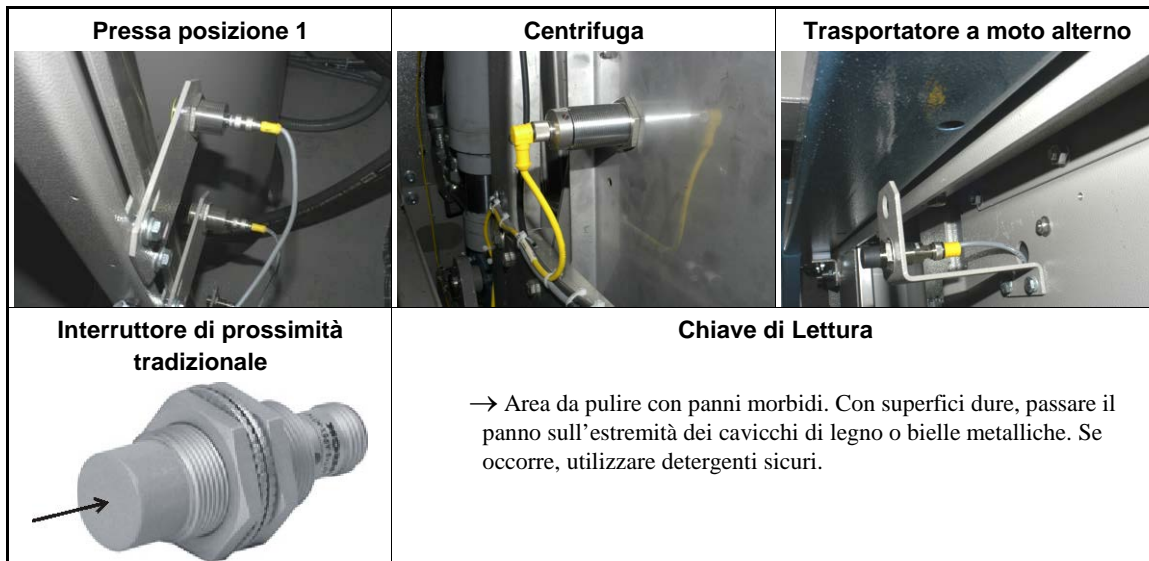 Pressa posizione 1
Centrifuga
Trasportatore a moto alterno
Interruttore di prossimità
tradizionale
Chiave di Lettura
→ Area da pulire con panni morbidi. Con superfici dure, passare il
panno sull’estremità dei cavicchi di legno o bielle metalliche. Se
occorre, utilizzare detergenti sicuri.